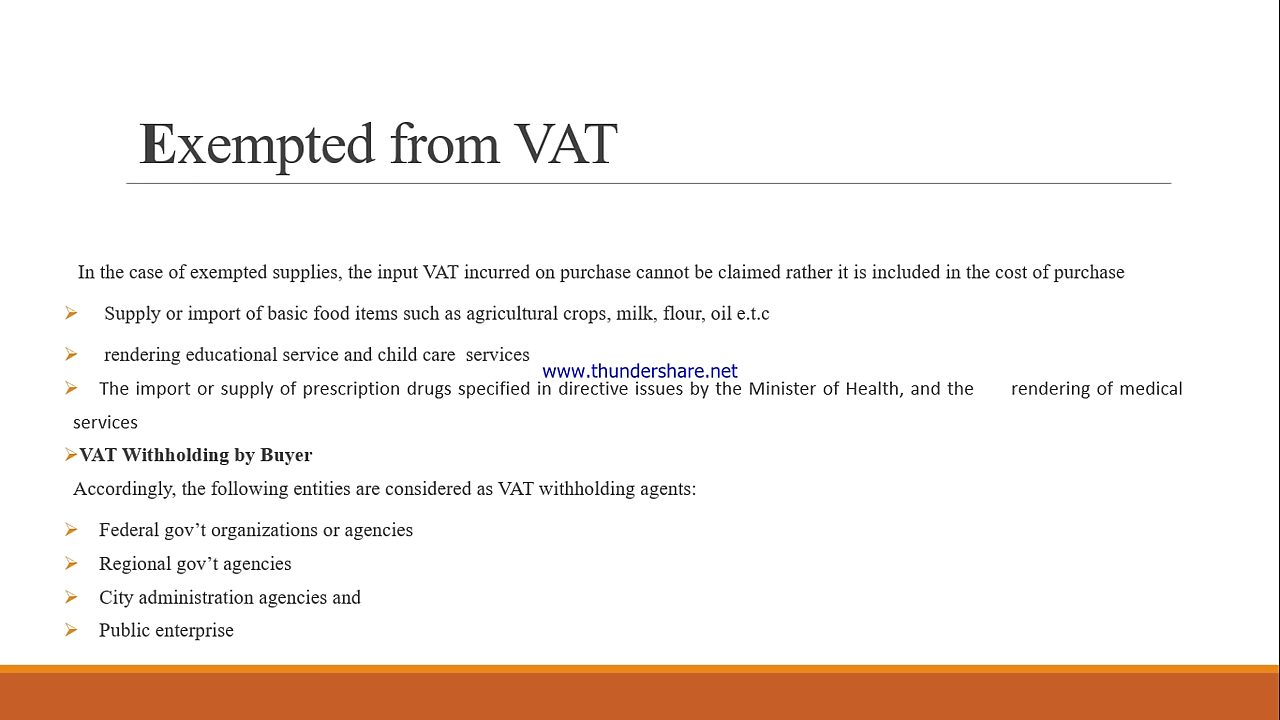 Exempted from VAT
In the case of exempted supplies, the input VAT incurred on purchase cannot be claimed rather it is included in the cost of purchase
Supply or import of basic food items such as agricultural crops, milk, flour, oil e.t.c
rendering educational service and child care services
www.thundershare.net
The import or supply of prescription drugs specified in directive issues by the Minister of Health, and the rendering of medical
services
VAT Withholding by Buyer
Accordingly, the following entities are considered as VAT withholding agents:
Federal gov’t organizations or agencies
Regional gov’t agencies
City administration agencies and
Public enterprise